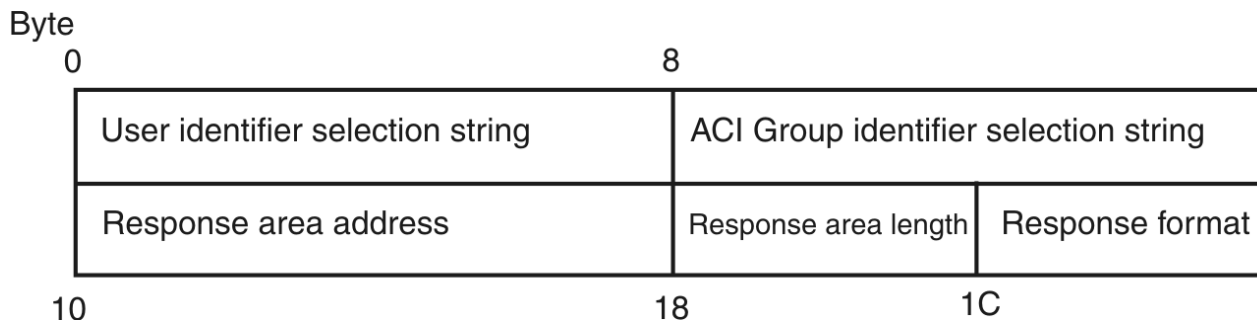 Byte
0 8
User identifier selection string ACI Group identifier selection string
Response area address Response area length Response format
10 18 1C